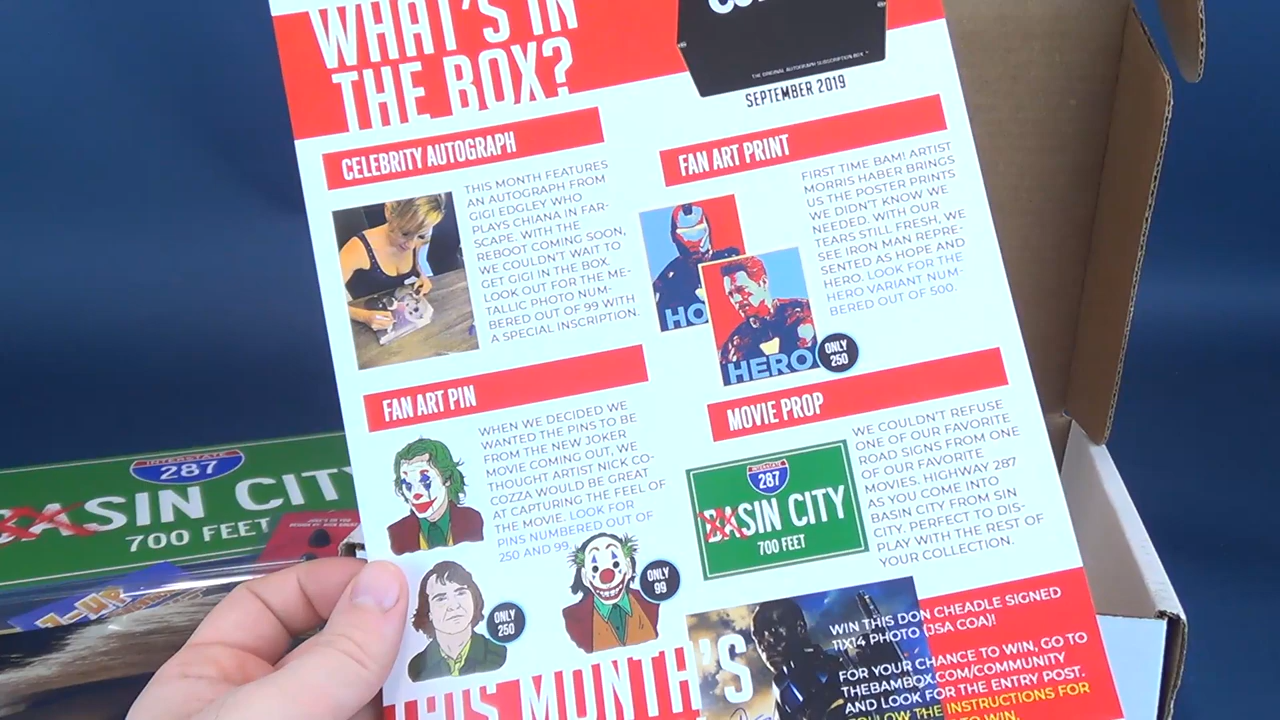 WHAT'S IN
THE BOX?
THE ORIGINAL AUTOGRAPH SUBSCRIPTION BOX
SEPTEMBER 2019
CELEBRITY AUTOGRAPH
THIS MONTH FEATURES
AN AUTOGRAPH FROM
GIGI EDGLEY WHO
PLAYS CHIANA IN FAR-
SCAPE. WITH THE
REBOOT COMING SOON,
WE COULDN'T WAIT TO
GET GIGI IN THE BOX.
LOOK OUT FOR THE ME-
TALLIC PHOTO NUM-
BERED OUT OF 99 WITH
A SPECIAL INSCRIPTION.
FAN ART PRINT
FIRST TIME BAM! ARTIST
MORRIS HABER BRINGS
US THE POSTER PRINTS
WE DIDN'T KNOW WE
NEEDED. WITH OUR
TEARS STILL FRESH, WE
SEE IRON MAN REPRE-
SENTED AS HOPE AND
HERO. LOOK FOR THE
HERO VARIANT NUM-
BERED OUT OF 500.
HO
HERO
ONLY
250
FAN ART PIN
WHEN WE DECIDED WE
WANTED THE PINS TO BE
FROM THE NEW JOKER
MOVIE COMING OUT, WE
THOUGHT ARTIST NICK CO-
COZZA WOULD BE GREAT
AT CAPTURING THE FEEL OF
THE MOVIE. LOOK FOR
PINS NUMBERED OUT OF
250 AND 99.
ONLY
250
ONLY
99
MOVIE PROP
WE COULDN'T REFUSE
ONE OF OUR FAVORITE
ROAD SIGNS FROM ONE
OF OUR FAVORITE
MOVIES. HIGHWAY 287
AS YOU COME INTO
BASIN CITY FROM SIN
CITY. PERFECT TO DIS-
PLAY WITH THE REST OF
YOUR COLLECTION.
INTERSTATE
287
BASIN CITY
700 FEET
THIS MONTH'S
WIN THIS DON CHEADLE SIGNED
11X14 PHOTO (JSA COA)!
FOR YOUR CHANCE TO WIN, GO TO
THEBAMBOX.COM/COMMUNITY
AND LOOK FOR THE ENTRY POST.
FOLLOW THE INSTRUCTIONS FOR
TO WIN.
INTERSTATE
287
BASIN CITY
700 FEET
1-UP